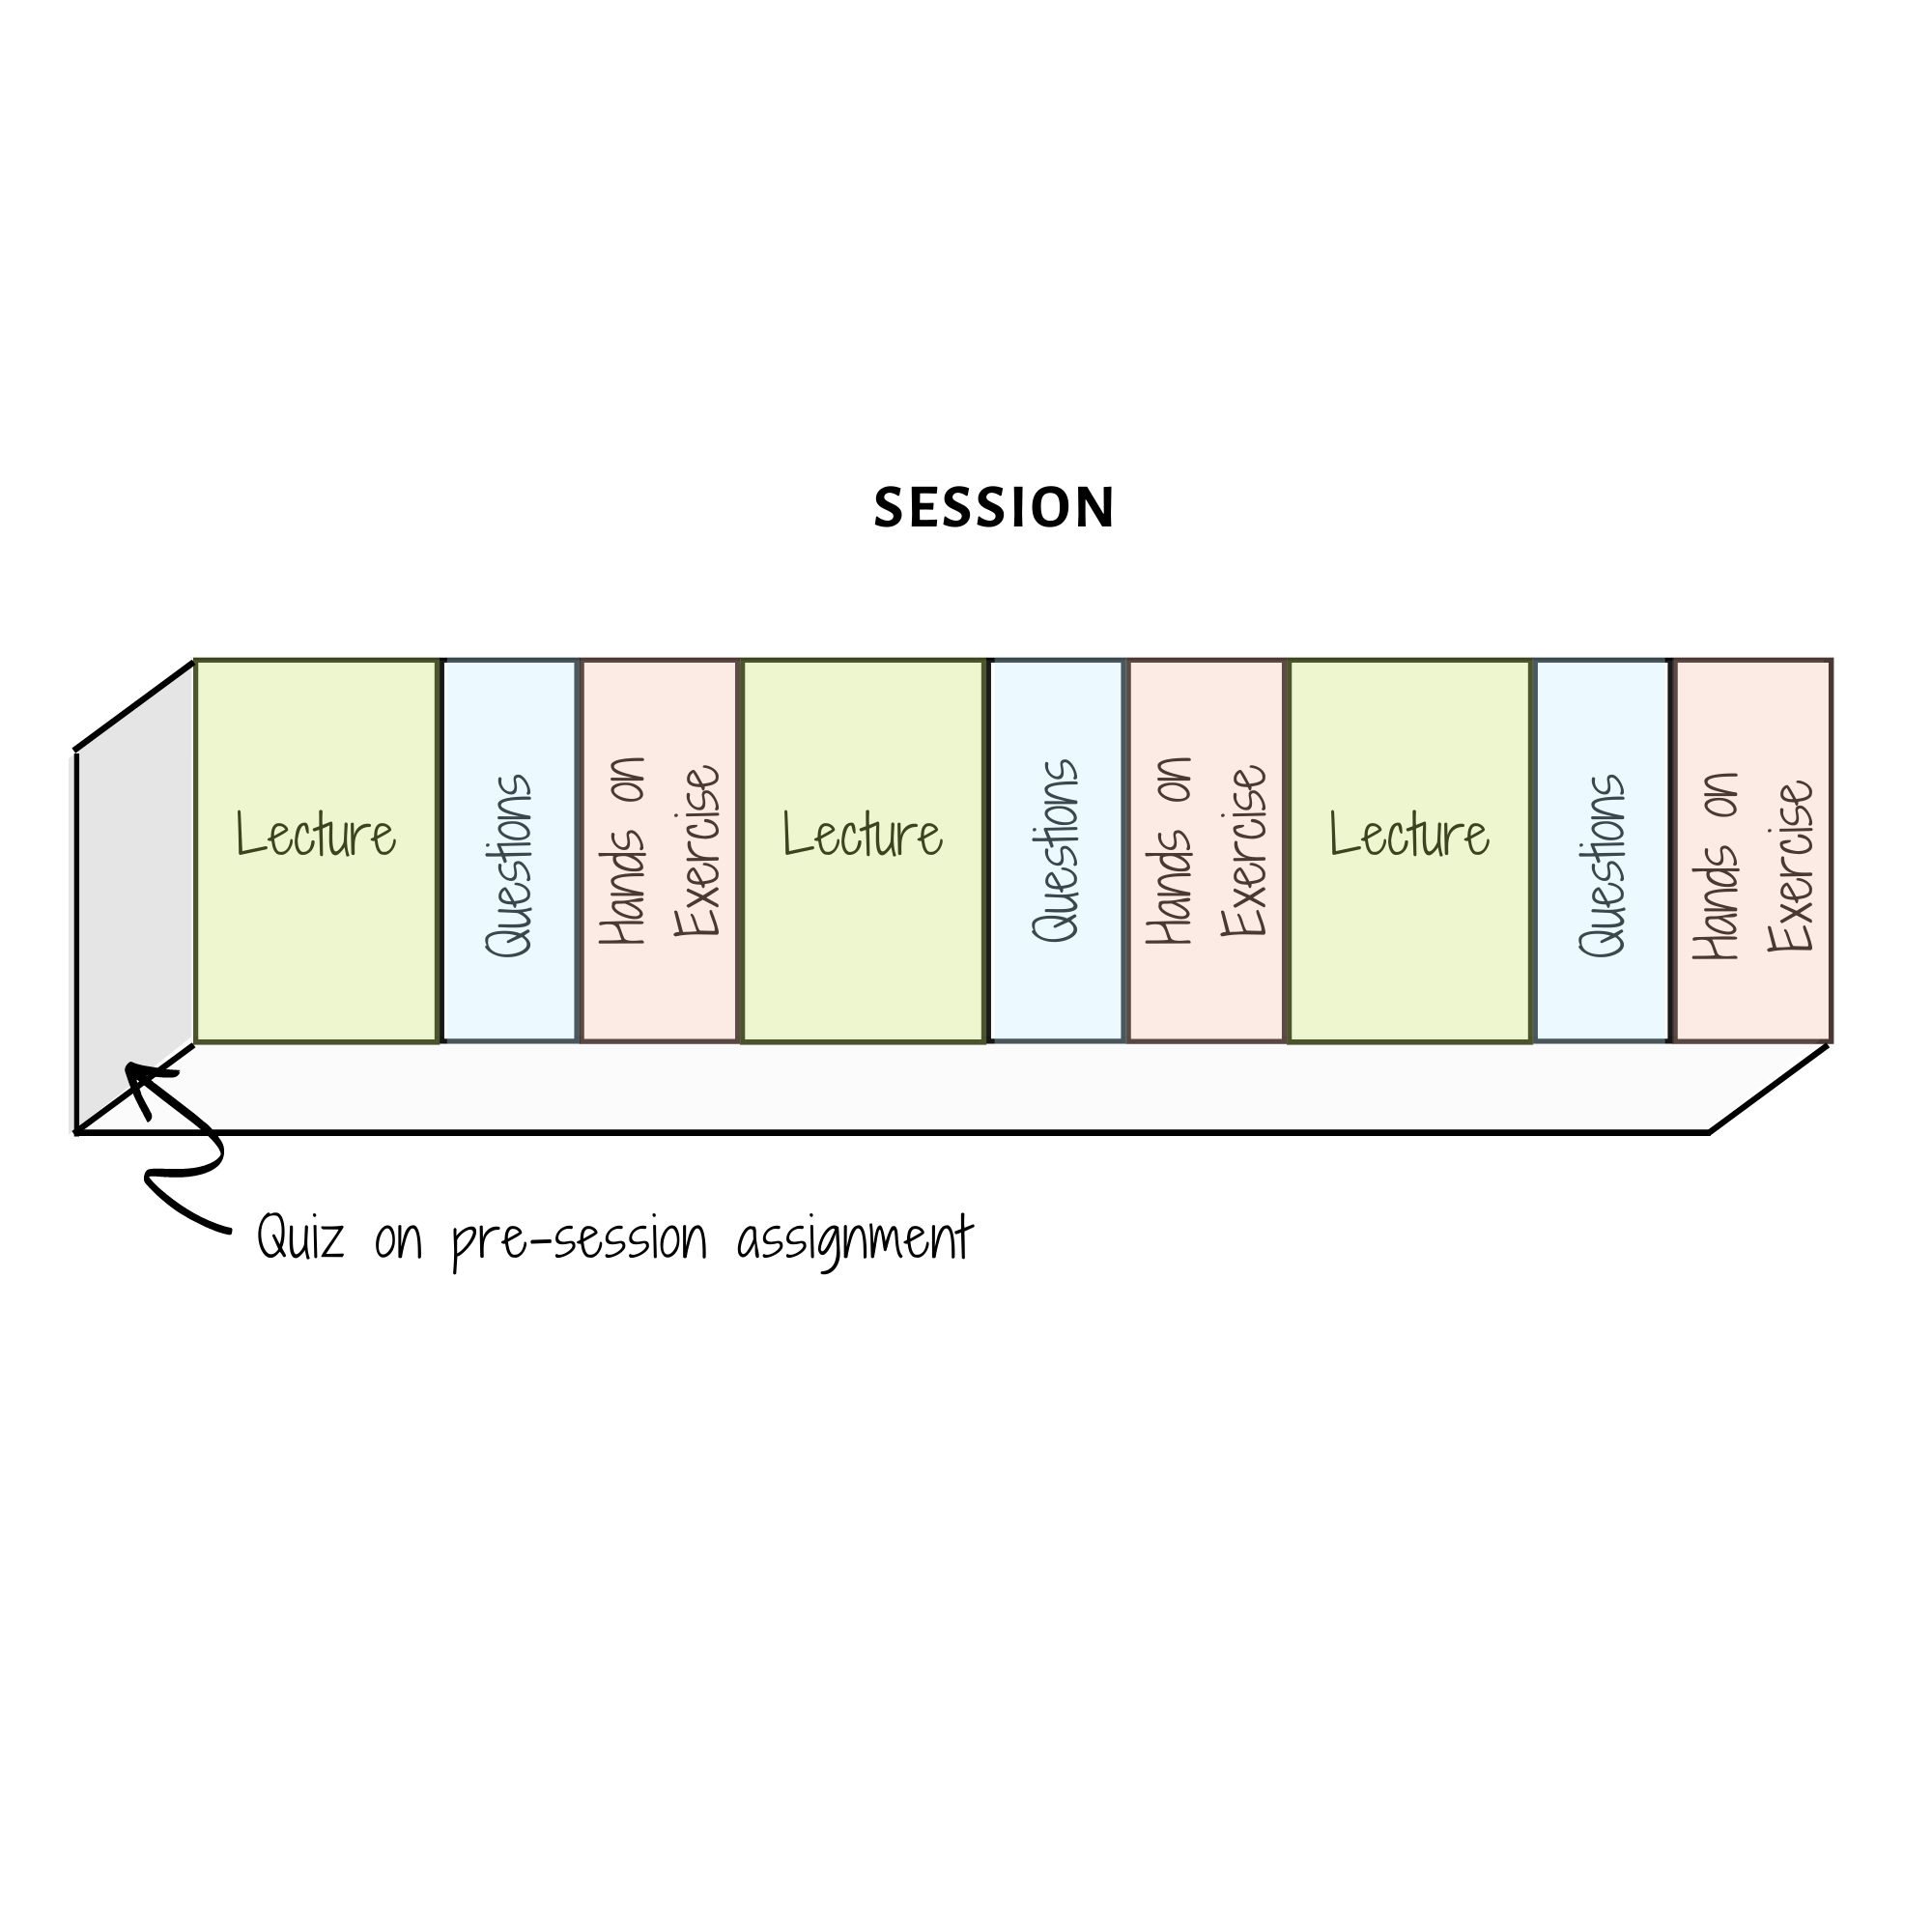 SESSION
Lecture
Questions
Hands on
Exercise
Lecture
Questions
Hands on
Exercise
Lecture
Questions
Hands on
Exercise
Quiz on pre-session assignment